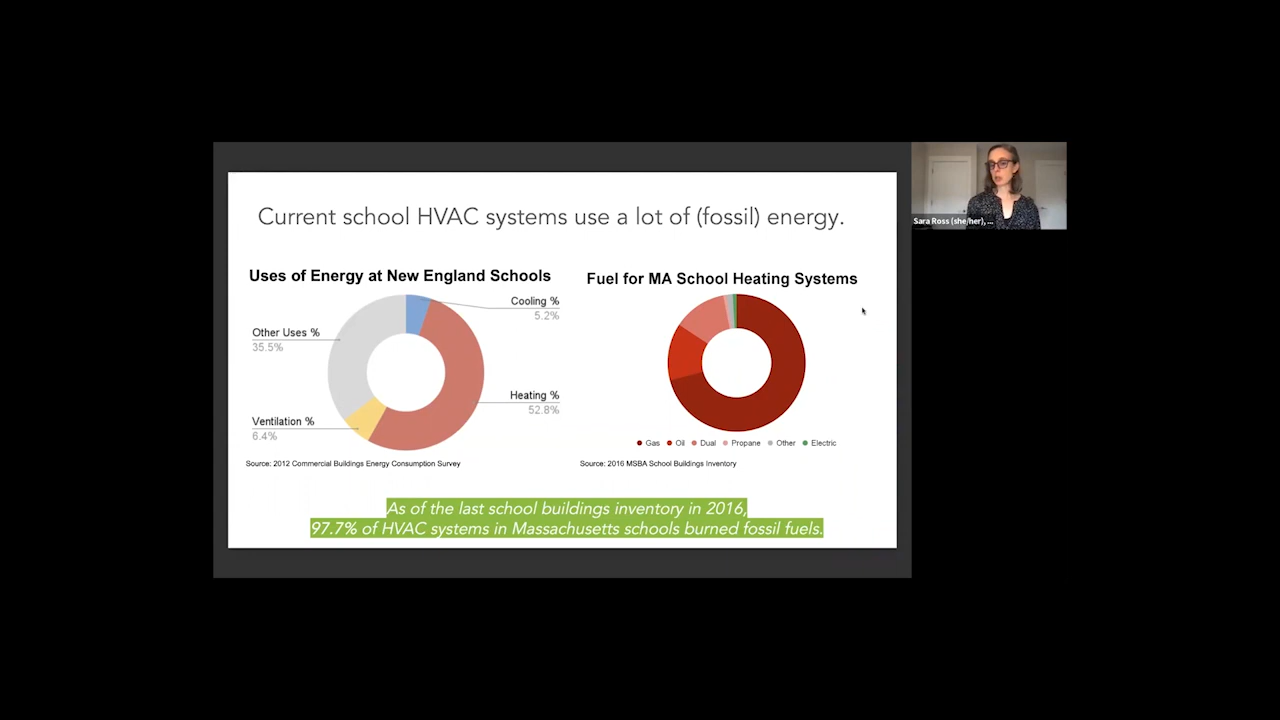 Current school HVAC systems use a lot of (fossil) energy.
Uses of Energy at New England Schools
Cooling %
5.2%
Other Uses %
35.5%
Heating %
52.8%
Ventilation %
6.4%
Source: 2012 Commercial Buildings Energy Consumption Survey
Fuel for MA School Heating Systems
Gas Oil Dual Propane Other Electric
Source: 2016 MSBA School Buildings Inventory
As of the last school buildings inventory in 2016,
97.7% of HVAC systems in Massachusetts schools burned fossil fuels.
Sara Ross (she/her), ...